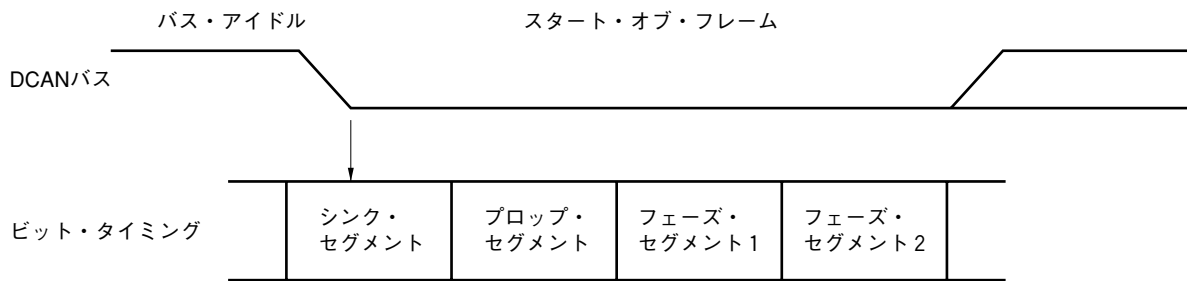 バス・アイドル
スタート・オブ・フレーム
DCANバス
ビット・タイミング
シンク・
セグメント
プロップ・
セグメント
フェーズ・
セグメント1
フェーズ・
セグメント2